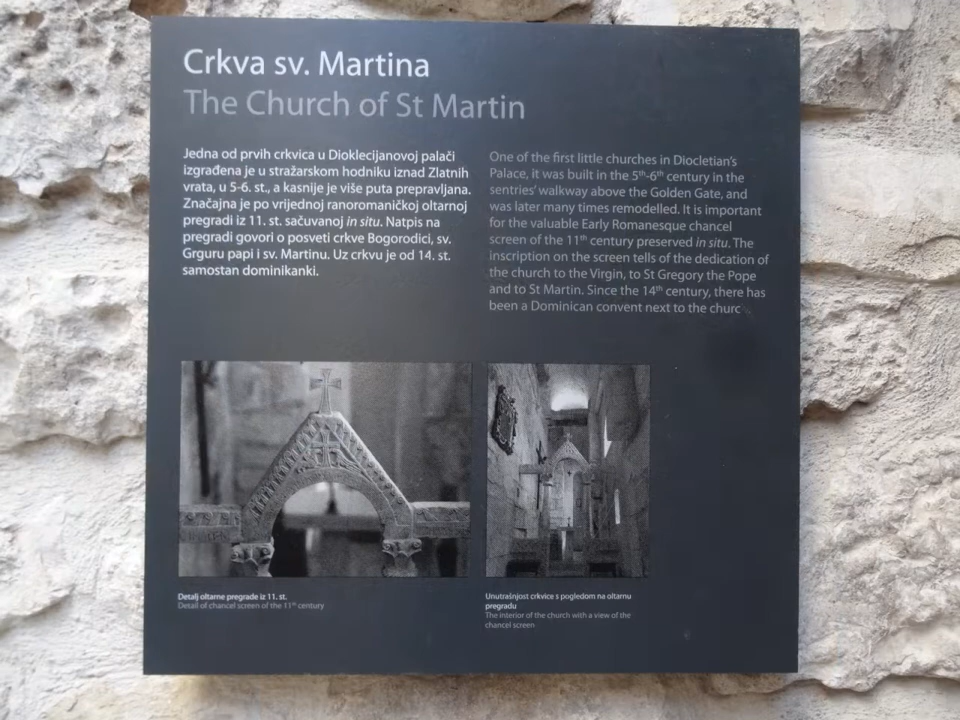 Crkva sv. Martina
The Church of St Martin
Jedna od prvih crkvica u Dioklecijanovoj palači
izgrađena je u stražarskom hodniku iznad Zlatnih
vrata, u 5-6. st., a kasnije je više puta prepravljana.
Značajna je po vrijednoj ranoromaničkoj oltarnoj
pregradi iz 11. st. sačuvanoj in situ. Natpis na
pregradi govori o posveti crkve Bogorodici, sv.
Grguru papi i sv. Martinu. Uz crkvu je od 14. st.
samostan dominikanki.
One of the first little churches in Diocletian's
Palace, it was built in the 5th-6th century in the
sentries' walkway above the Golden Gate, and
was later many times remodelled. It is important
for the valuable Early Romanesque chancel
screen of the 11th century preserved in situ. The
inscription on the screen tells of the dedication of
the church to the Virgin, to St Gregory the Pope
and to St Martin. Since the 14th century, there has
been a Dominican convent next to the churc
Detalj oltarne pregrade iz 11. st.
Detail of chancel screen of the 11th century
Unutrašnjost crkvice s pogledom na oltarnu
pregradu
The interior of the church with a view of the
chancel screen